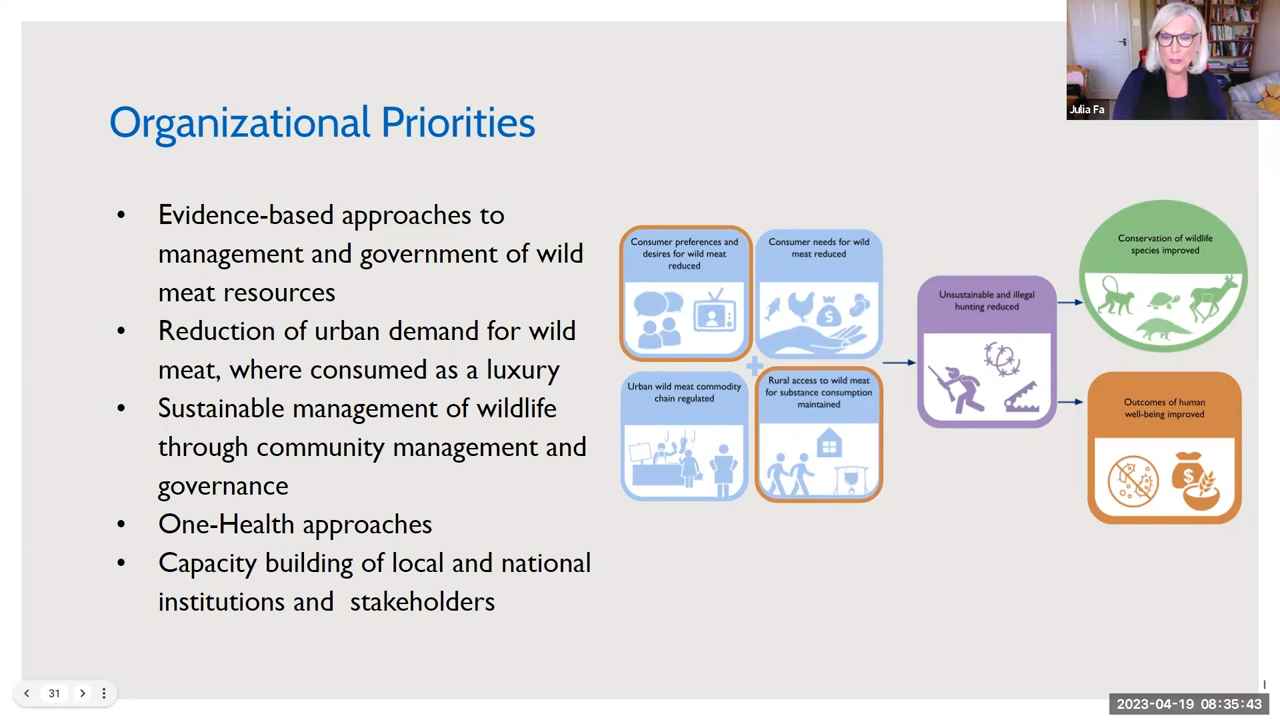 Julia Fa
Organizational Priorities
• Evidence-based approaches to
management and government of wild
meat resources
• Reduction of urban demand for wild
meat, where consumed as a luxury
• Sustainable management of wildlife
through community management and
governance
• One-Health approaches
• Capacity building of local and national
institutions and stakeholders
Consumer preferences and
desires for wild meat
reduced
Consumer needs for wild
meat reduced
Urban wild meat commodity
chain regulated
Rural access to wild meat
for substance consumption
maintained
Unsustainable and illegal
hunting reduced
Conservation of wildlife
species improved
Outcomes of human
well-being improved
31
2023-04-19 08:35:43